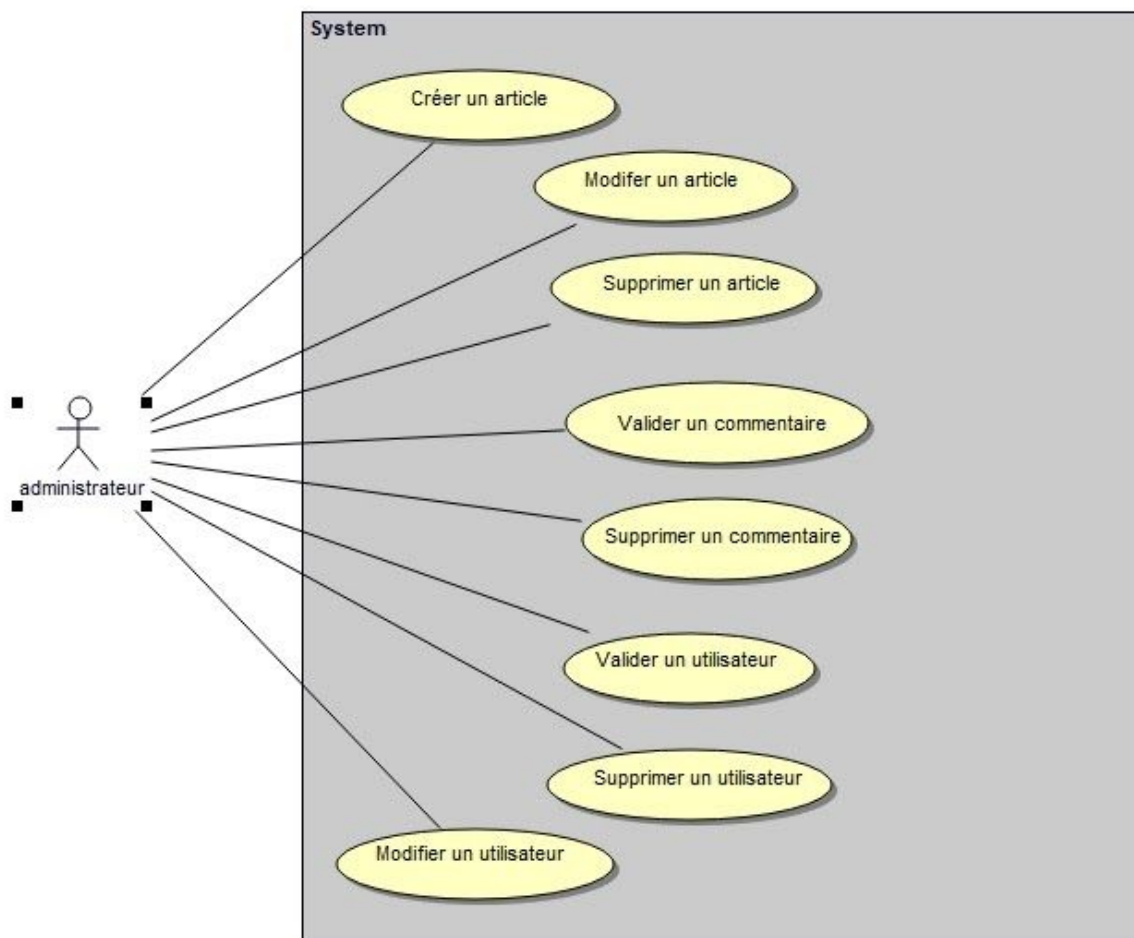 System
Créer un article
Modifer un article
Supprimer un article
Valider un commentaire
administrateur
Supprimer un commentaire
Valider un utilisateur
Supprimer un utilisateur
Modifier un utilisateur